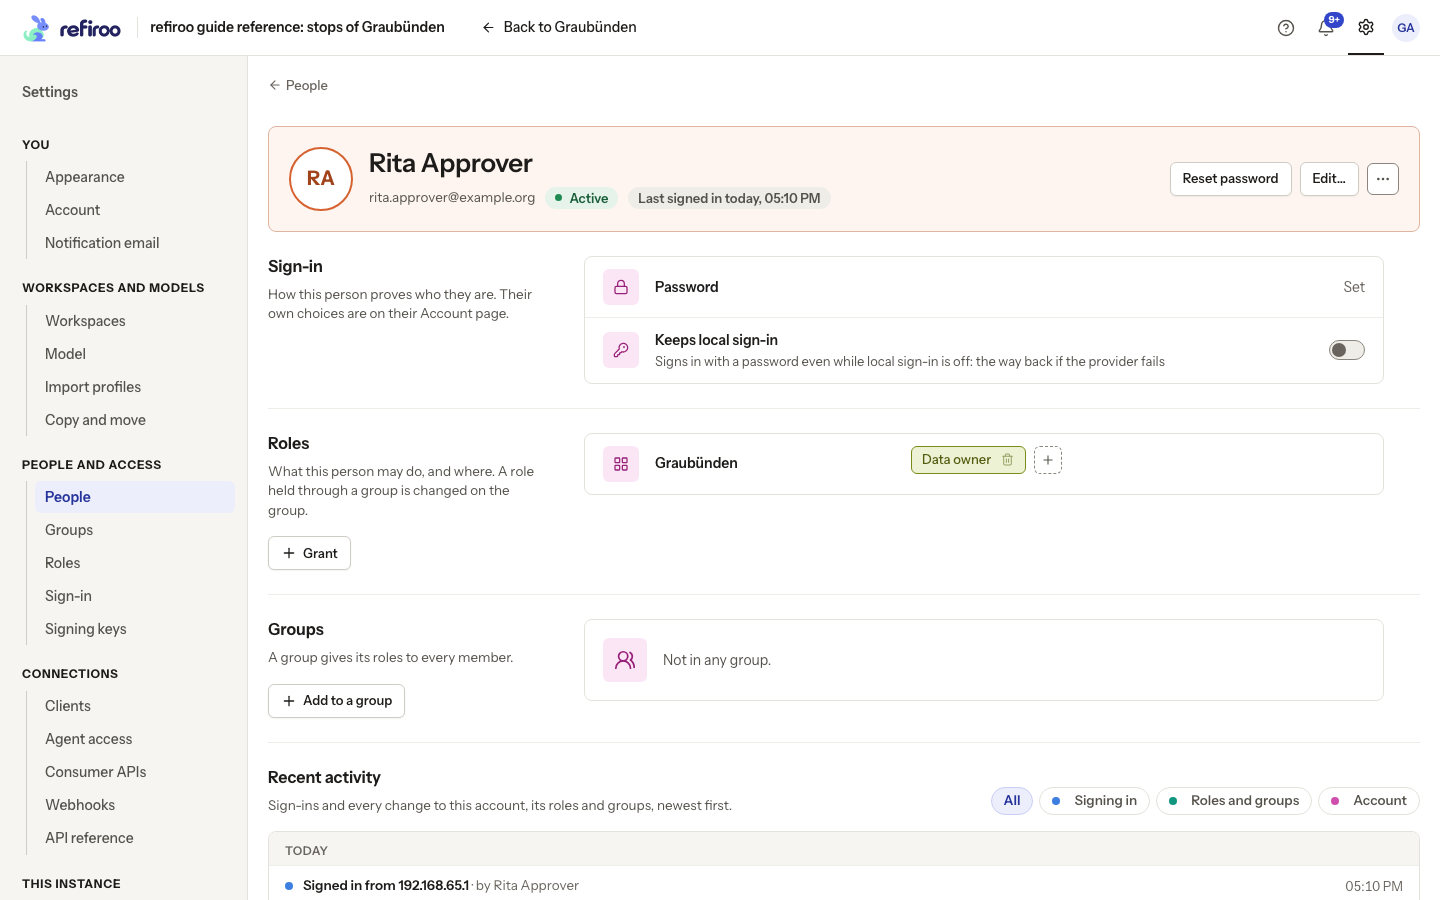 refiroo
refiroo guide reference: stops of Graubünden
Back to Graubünden
9+
GA
Settings
YOU
Appearance
Account
Notification email
WORKSPACES AND MODELS
Workspaces
Model
Import profiles
Copy and move
PEOPLE AND ACCESS
People
Groups
Roles
Sign-in
Signing keys
CONNECTIONS
Clients
Agent access
Consumer APIs
Webhooks
API reference
THIS INSTANCE
People
RA
Rita Approver
rita.approver@example.org
Active
Last signed in today, 05:10 PM
Reset password
Edit...
Sign-in
How this person proves who they are. Their
own choices are on their Account page.
Password
Set
Keeps local sign-in
Signs in with a password even while local sign-in is off: the way back if the provider fails
Roles
What this person may do, and where. A role
held through a group is changed on the
group.
Grant
Graubünden
Data owner
Groups
A group gives its roles to every member.
Add to a group
Not in any group.
Recent activity
Sign-ins and every change to this account, its roles and groups, newest first.
All
Signing in
Roles and groups
Account
TODAY
Signed in from 192.168.65.1 · by Rita Approver
05:10 PM